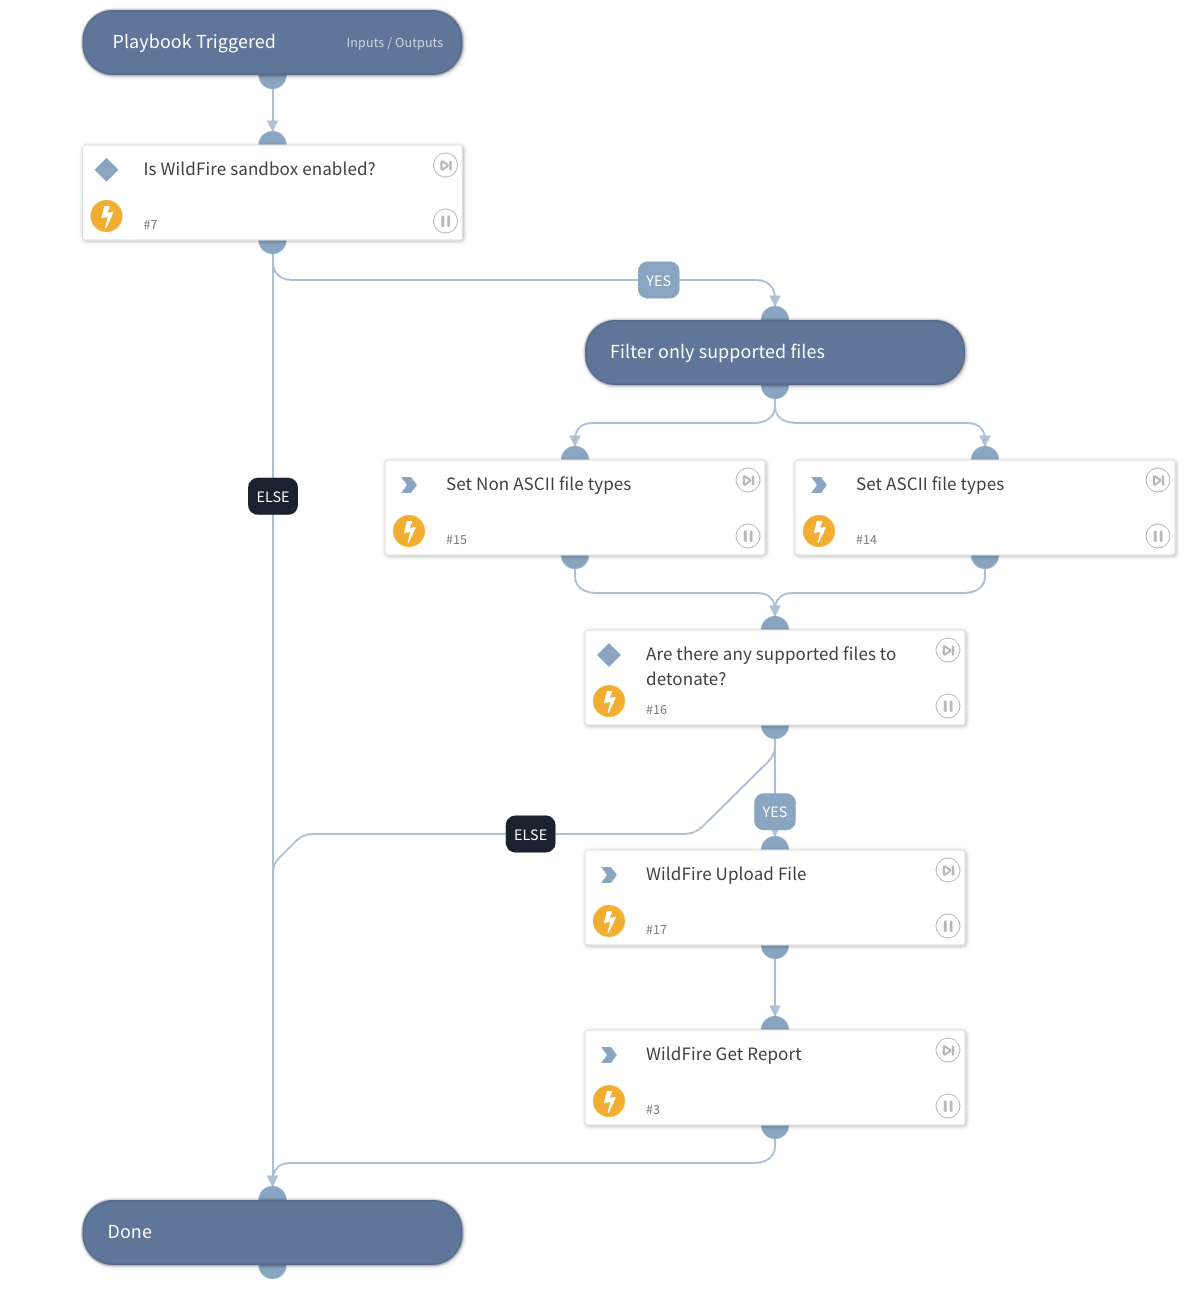 Playbook Triggered Inputs / Outputs
Is WildFire sandbox enabled?
#7
YES
Filter only supported files
ELSE
Set Non ASCII file types
#15
Set ASCII file types
#14
Are there any supported files to
detonate?
#16
YES
ELSE
WildFire Upload File
#17
WildFire Get Report
#3
Done